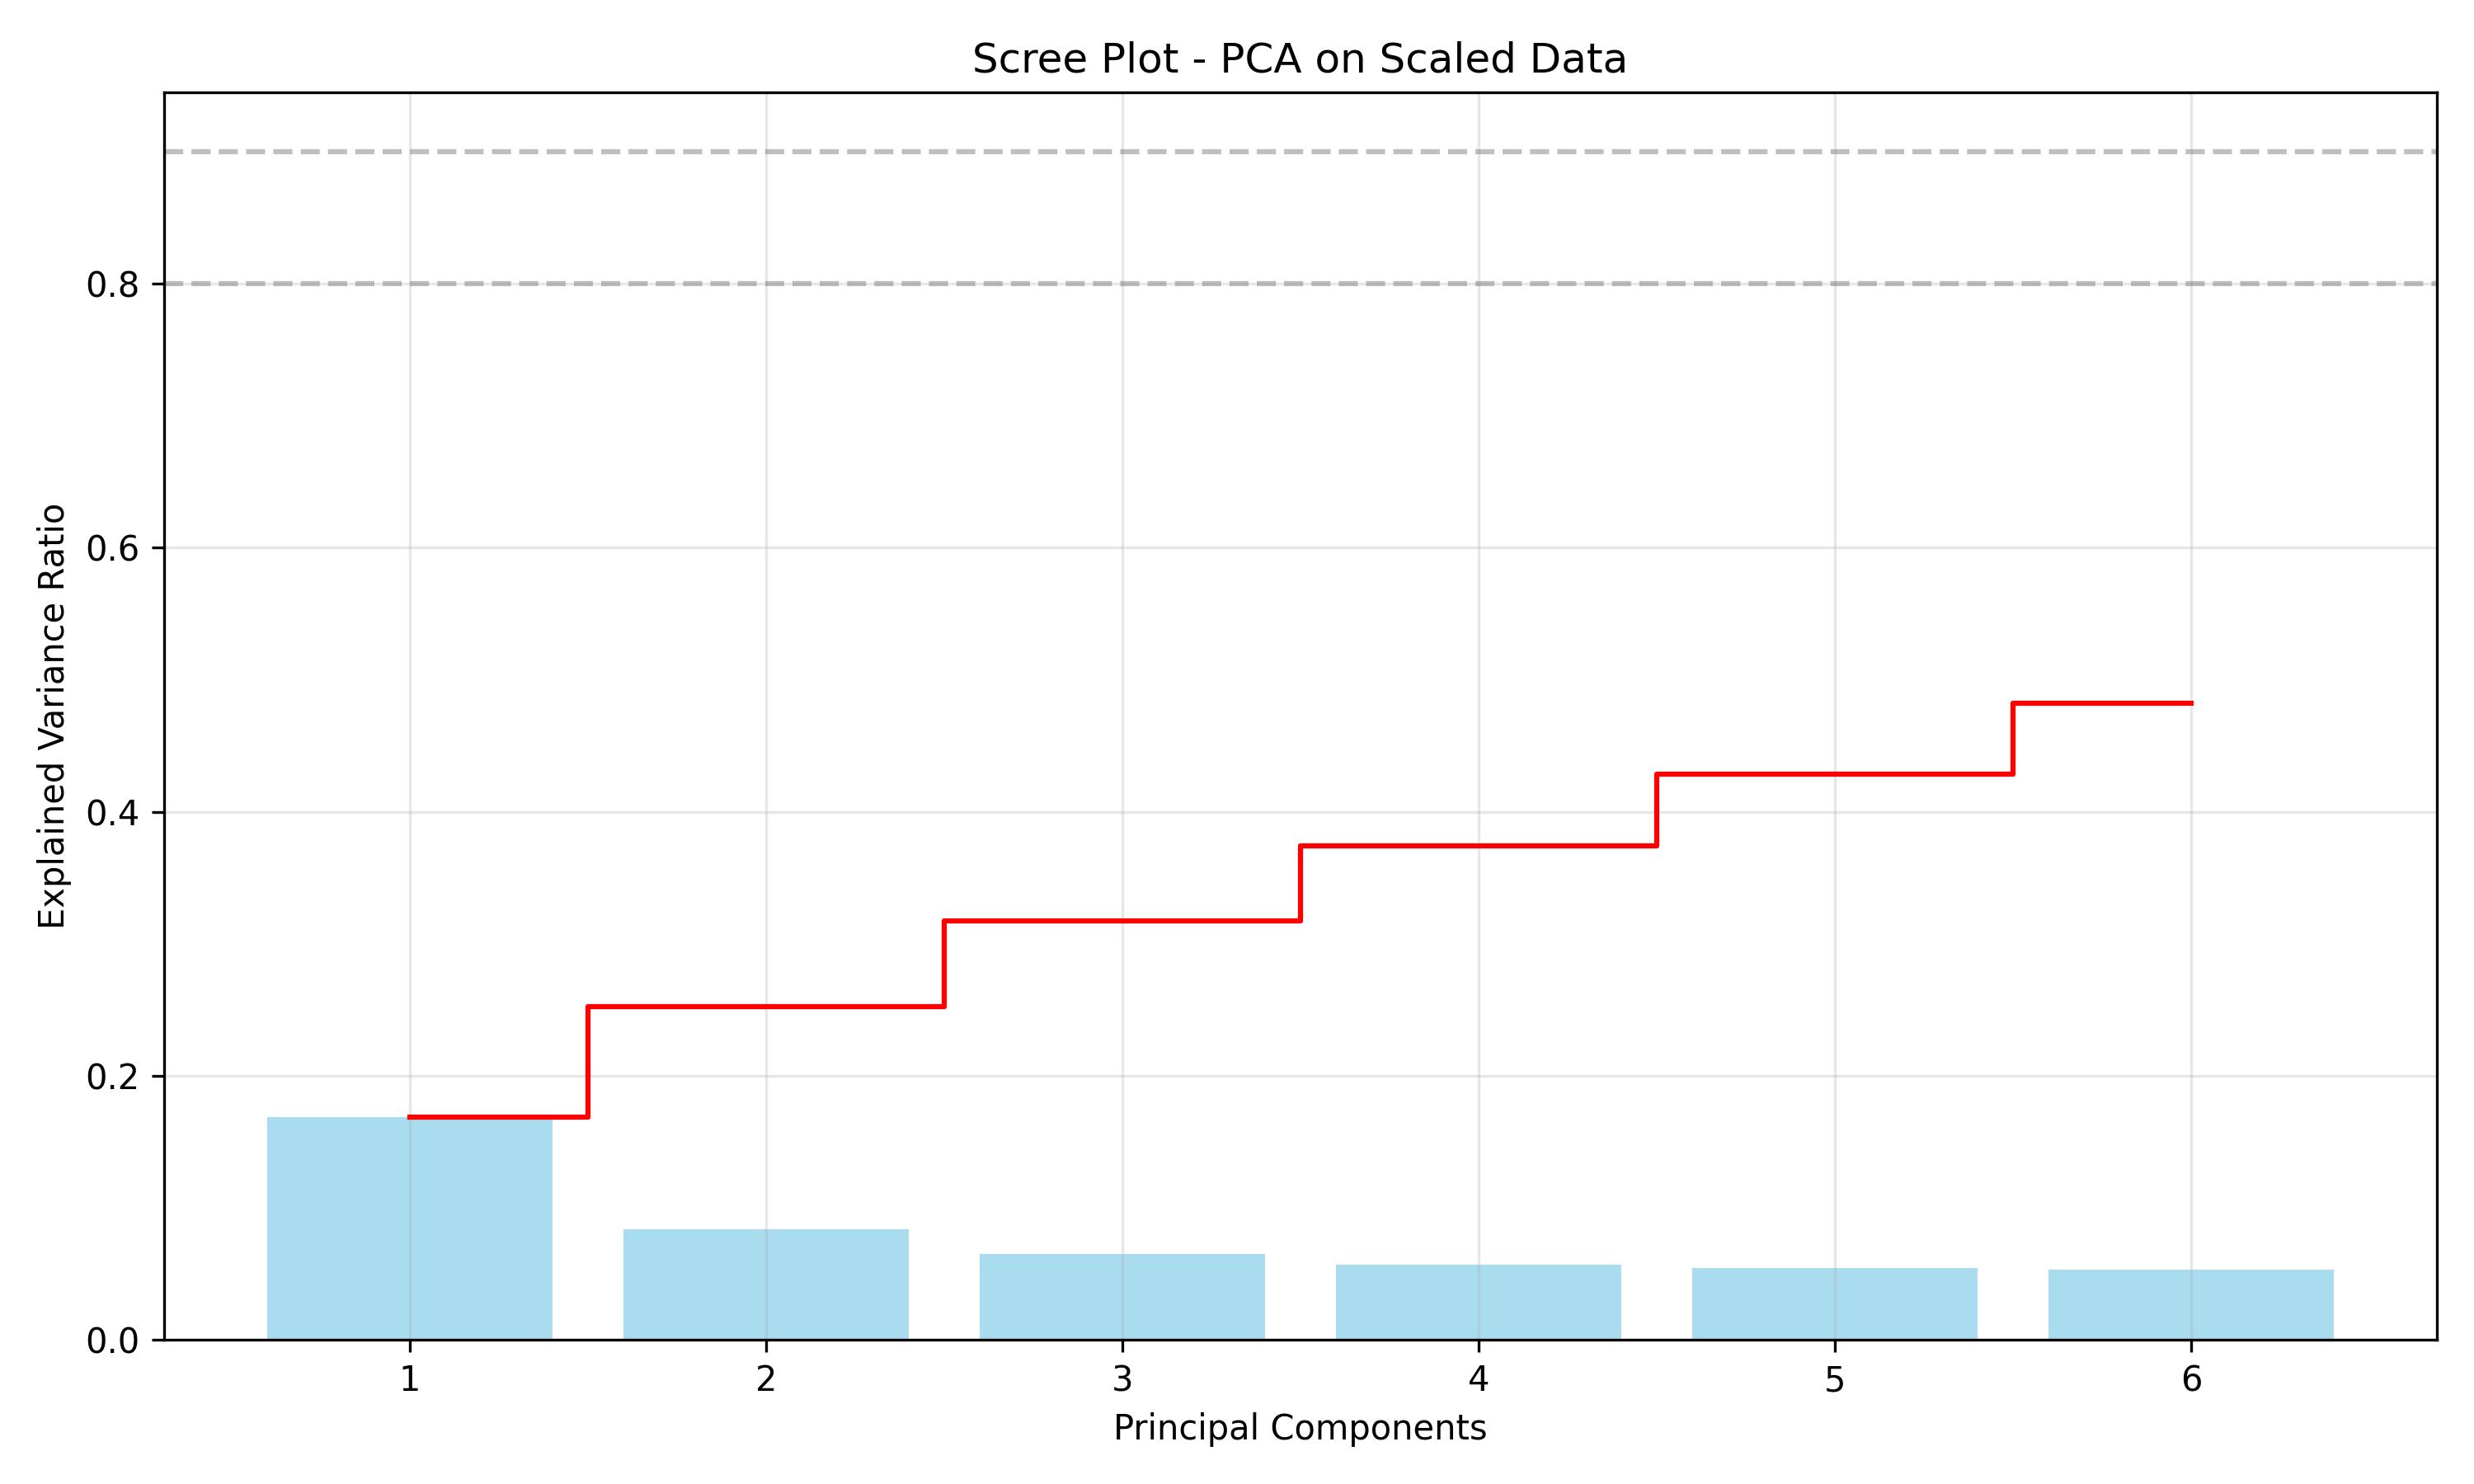 Scree Plot - PCA on Scaled Data
Explained Variance Ratio
0.8
0.6
0.4
0.2
0.0
1 2 3 4 5 6
Principal Components